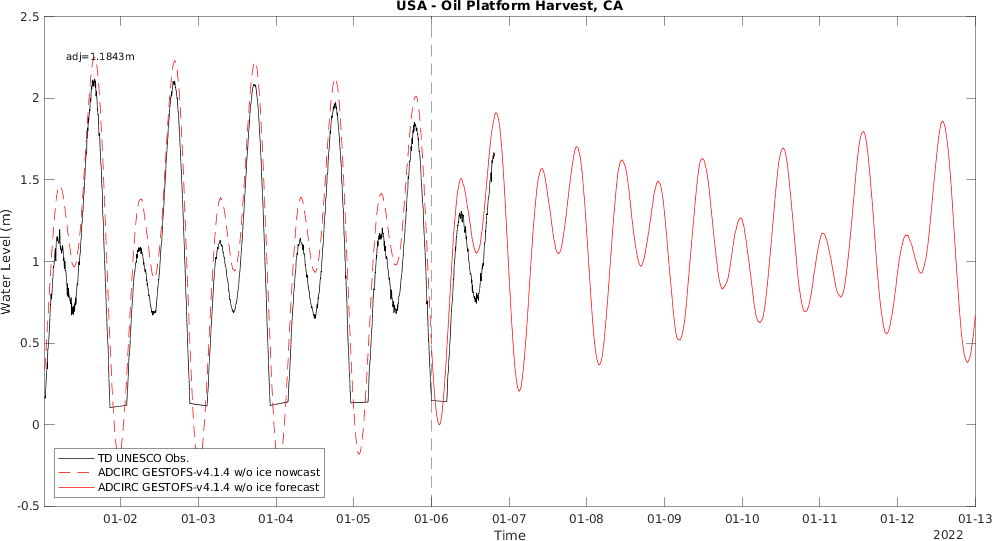 USA - Oil Platform Harvest, CA
adj=1.1843m
2.5
2
1.5
1
0.5
0
-0.5
Water Level (m)
TD UNESCO Obs.
ADCIRC GESTOFS-v4.1.4 w/o ice nowcast
ADCIRC GESTOFS-v4.1.4 w/o ice forecast
01-02 01-03 01-04 01-05 01-06 01-07 01-08 01-09 01-10 01-11 01-12 01-13
Time
2022